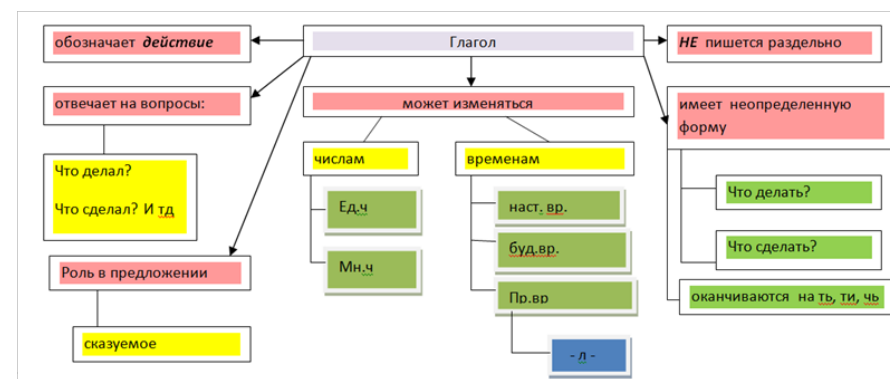 обозначает действие
Глагол
НЕ пишется раздельно
отвечает на вопросы:
может изменяться
имеет неопределенную
форму
Что делал?
Что сделал? И тд
числам
временам
Ед.ч
Мн.ч
наст. вр.
буд.вр.
Пр.вр
- л -
Что делать?
Что сделать?
оканчиваются на ть, ти, чь
Роль в предложении
сказуемое